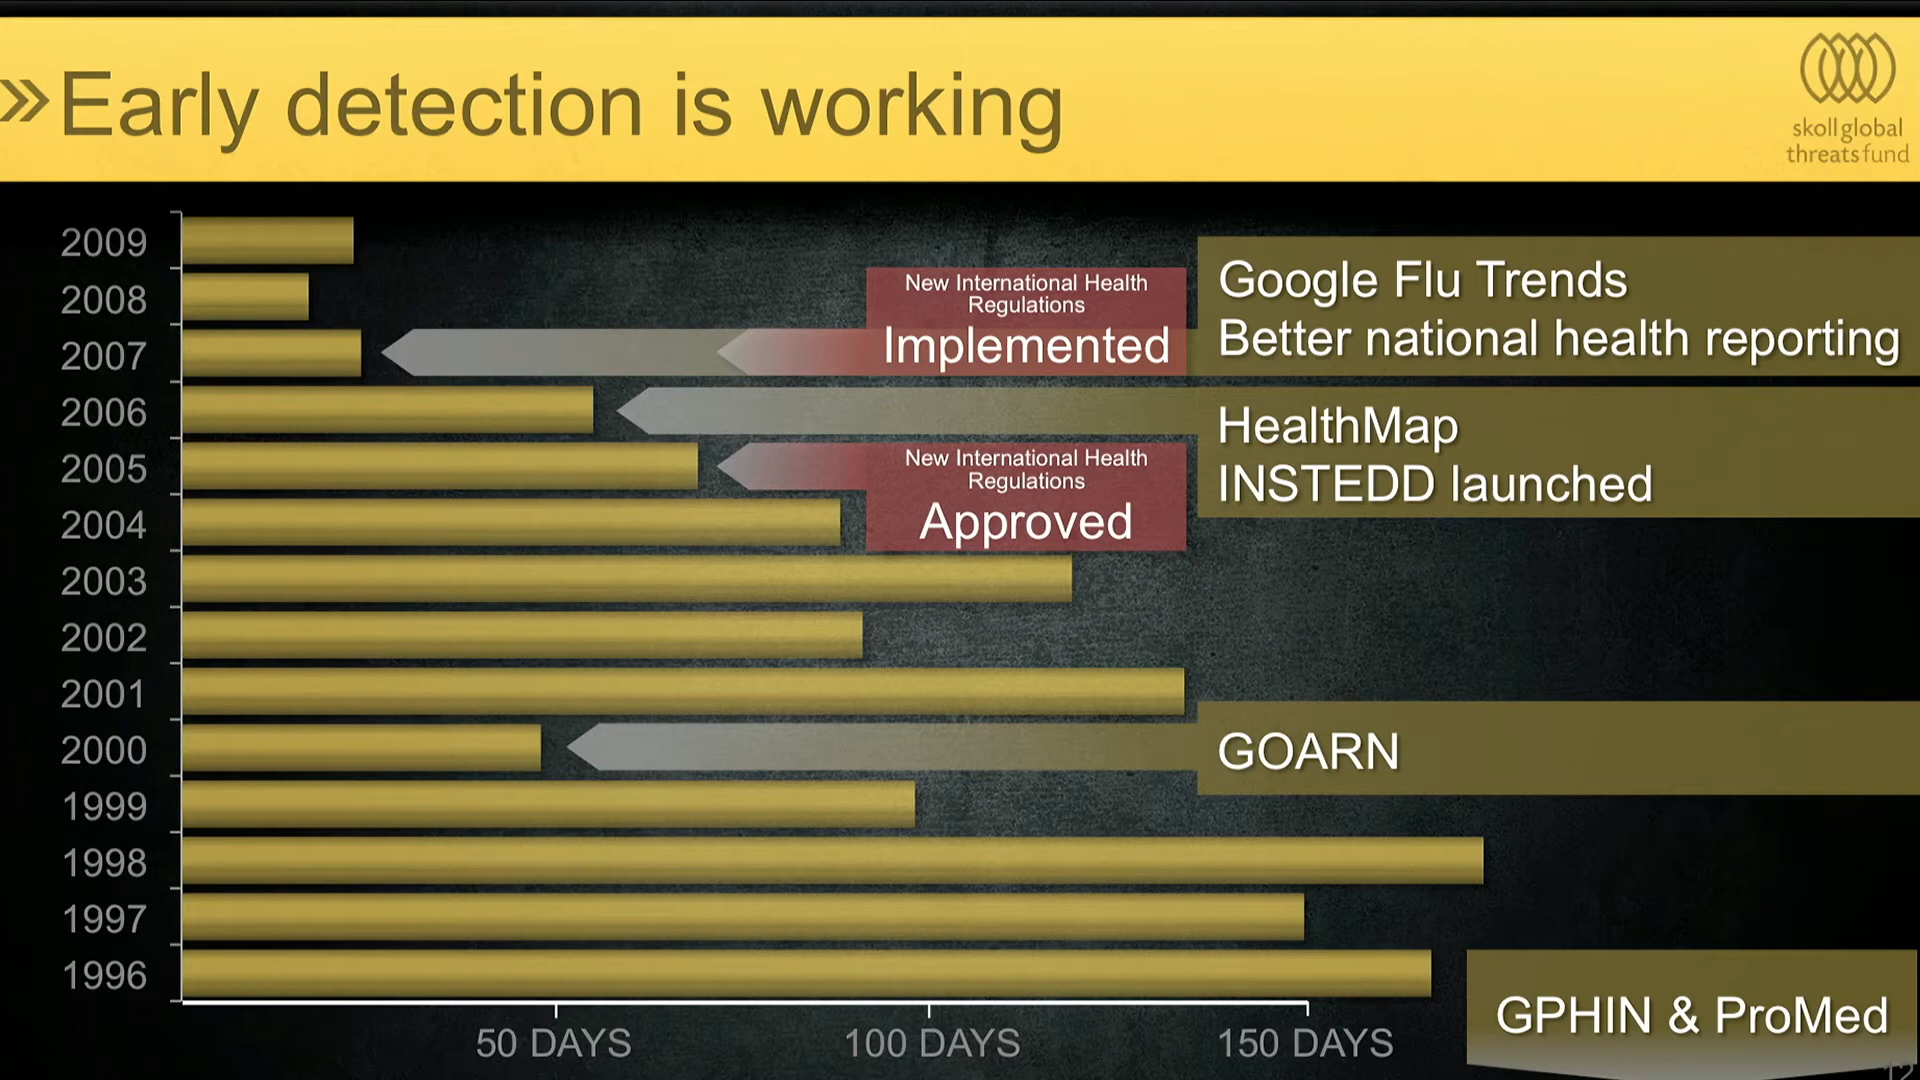 » Early detection is working
skoll global
threats fund
2009
2008
2007
2006
2005
2004
2003
2002
2001
2000
1999
1998
1997
1996
New International Health
Regulations
Implemented
Google Flu Trends
Better national health reporting
New International Health
Regulations
Approved
HealthMap
INSTEDD launched
GOARN
GPHIN & ProMed
50 DAYS
100 DAYS
150 DAYS
12